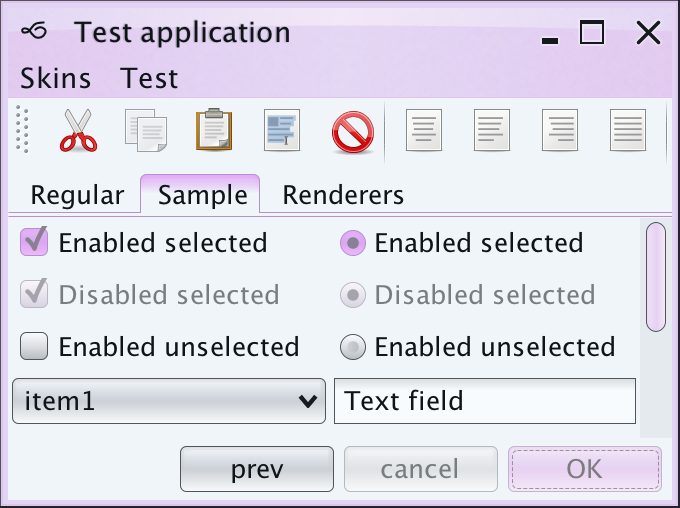 Test application
Skins Test
Regular Sample Renderers
Enabled selected Enabled selected
Disabled selected Disabled selected
Enabled unselected Enabled unselected
item1 Text field
prev cancel OK